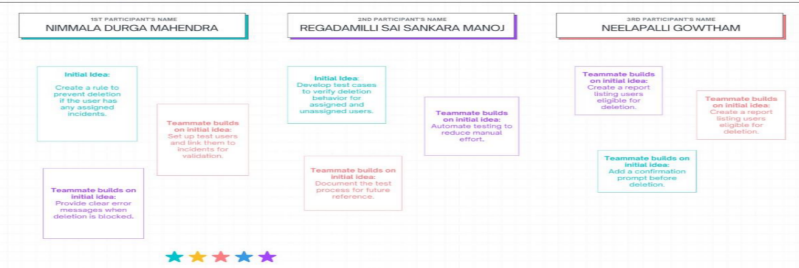 1ST PARTICIPANT'S NAME
NIMMALA DURGA MAHENDRA
Initial Idea:
Create a rule to
prevent deletion
if the user has
any assigned
incidents.
Teammate builds
on initial idea:
Set up test users
and link them to
incidents for
validation.
Teammate builds on
initial idea:
Provide clear error
messages when
deletion is blocked.
2ND PARTICIPANT'S NAME
REGADAMILLI SAI SANKARA MANOJ
Initial Idea:
Develop test cases
to verify deletion
behavior for
assigned and
unassigned users.
Teammate builds
on initial idea:
Automate testing to
reduce manual
effort.
Teammate builds on
initial idea:
Document the test
process for future
reference.
3RD PARTICIPANT'S NAME
NEELAPALLI GOWTHAM
Teammate builds
on initial idea:
Create a report
listing users
eligible for
deletion.
Teammate builds
on initial idea:
Create a report
listing users
eligible for
deletion.
Teammate builds on
initial idea:
Add a confirmation
prompt before
deletion.